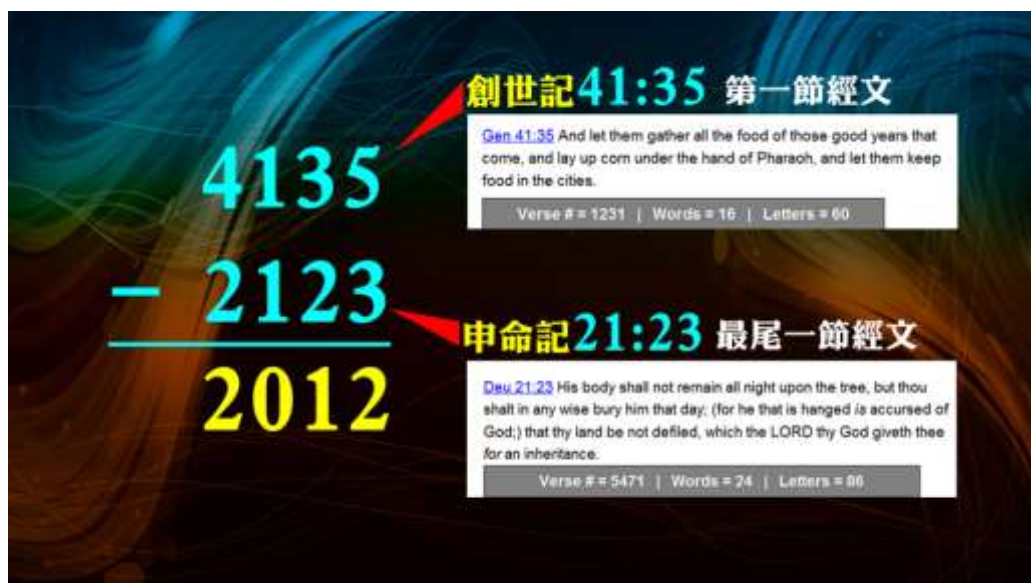 創世記41:35 第一節經文
Gen 41:35 And let them gather all the food of those good years that
come, and lay up corn under the hand of Pharaoh, and let them keep
food in the cities.
Verse # = 1231 | Words = 16 | Letters = 60
4135
- 2123
2012
申命記21:23 最尾一節經文
Deu 21:23 His body shall not remain all night upon the tree, but thou
shalt in any wise bury him that day; (for he that is hanged is accursed of
God;) that thy land be not defiled, which the LORD thy God giveth thee
for an inheritance.
Verse # = 5471 | Words = 24 | Letters = 86